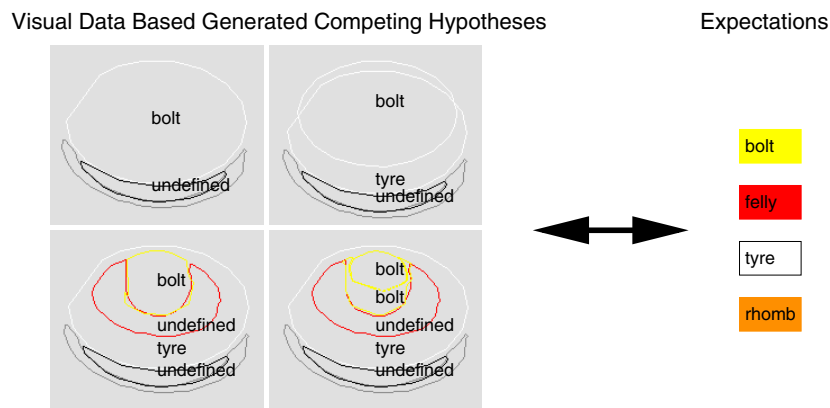 Visual Data Based Generated Competing Hypotheses
Expectations
bolt
undefined
bolt
tyre
undefined
bolt
undefined
tyre
undefined
bolt
bolt
undefined
tyre
undefined
bolt
felly
tyre
rhomb